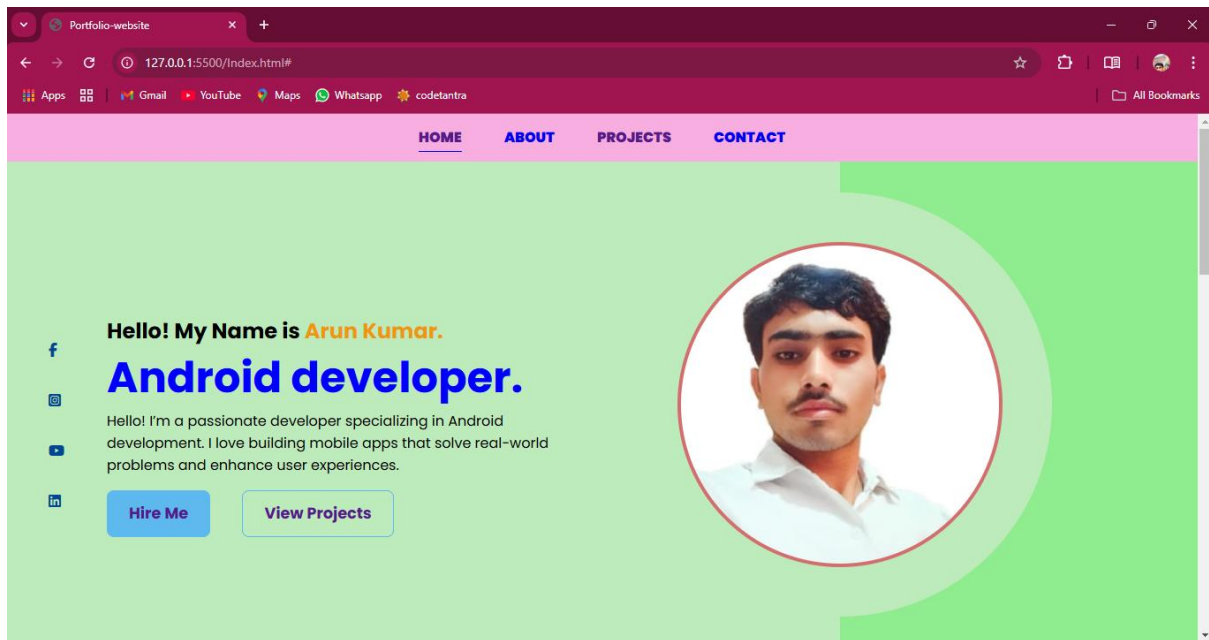 Portfolio-website
127.0.0.1:5500/Index.html#
Apps Gmail YouTube Maps Whatsapp codetantra All Bookmarks
HOME ABOUT PROJECTS CONTACT
Hello! My Name is Arun Kumar.
Android developer.
Hello! I’m a passionate developer specializing in Android
development. I love building mobile apps that solve real-world
problems and enhance user experiences.
Hire Me View Projects